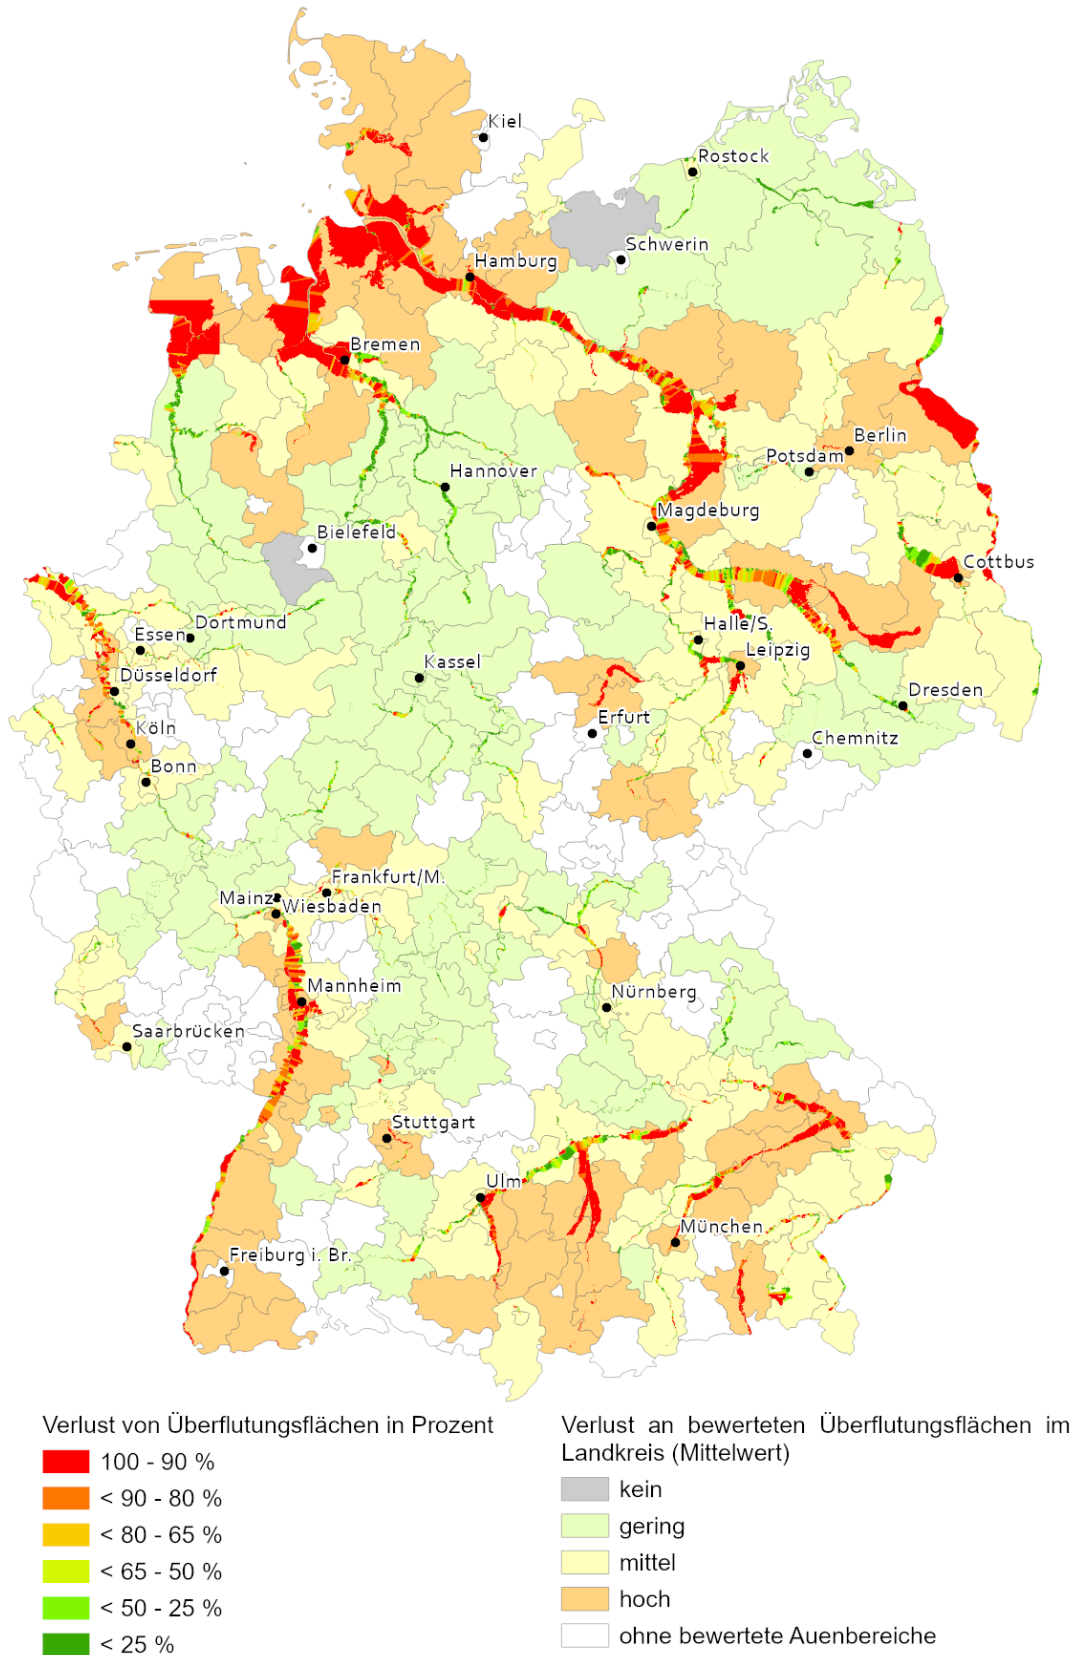 Kiel
Rostock
Schwerin
Hamburg
Bremen
Berlin
Potsdam
Hannover
Magdeburg
Bielefeld
Cottbus
Dortmund
Halle/S.
Essen
Leipzig
Kassel
Düsseldorf
Dresden
Erfurt
Köln
Chemnitz
Bonn
Frankfurt/M.
Mainz
Wiesbaden
Mannheim
Nürnberg
Saarbrücken
Stuttgart
Ulm
München
Freiburg i. Br.
Verlust von Überflutungsflächen in Prozent
100 - 90 %
< 90 - 80 %
< 80 - 65 %
< 65 - 50 %
< 50 - 25 %
< 25 %
Verlust an bewerteten Überflutungsflächen im
Landkreis (Mittelwert)
kein
gering
mittel
hoch
ohne bewertete Auenbereiche